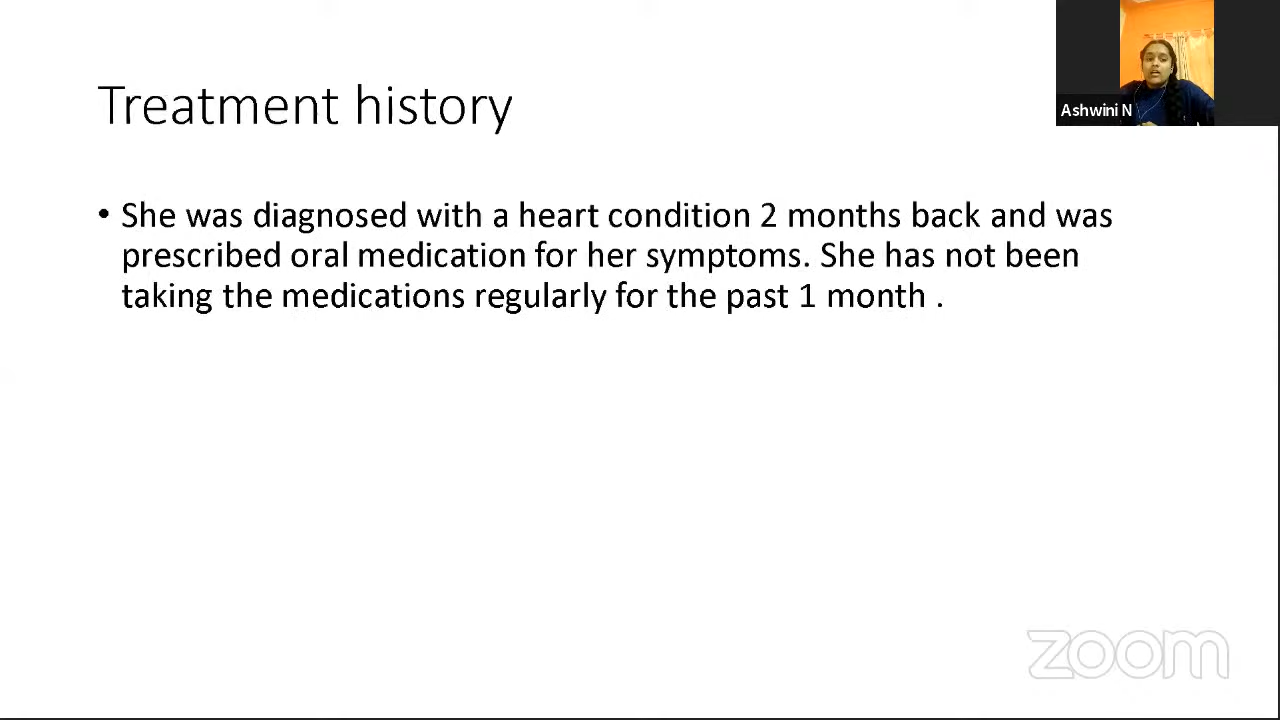 Treatment history
Ashwini N
• She was diagnosed with a heart condition 2 months back and was
prescribed oral medication for her symptoms. She has not been
taking the medications regularly for the past 1 month .
zoom